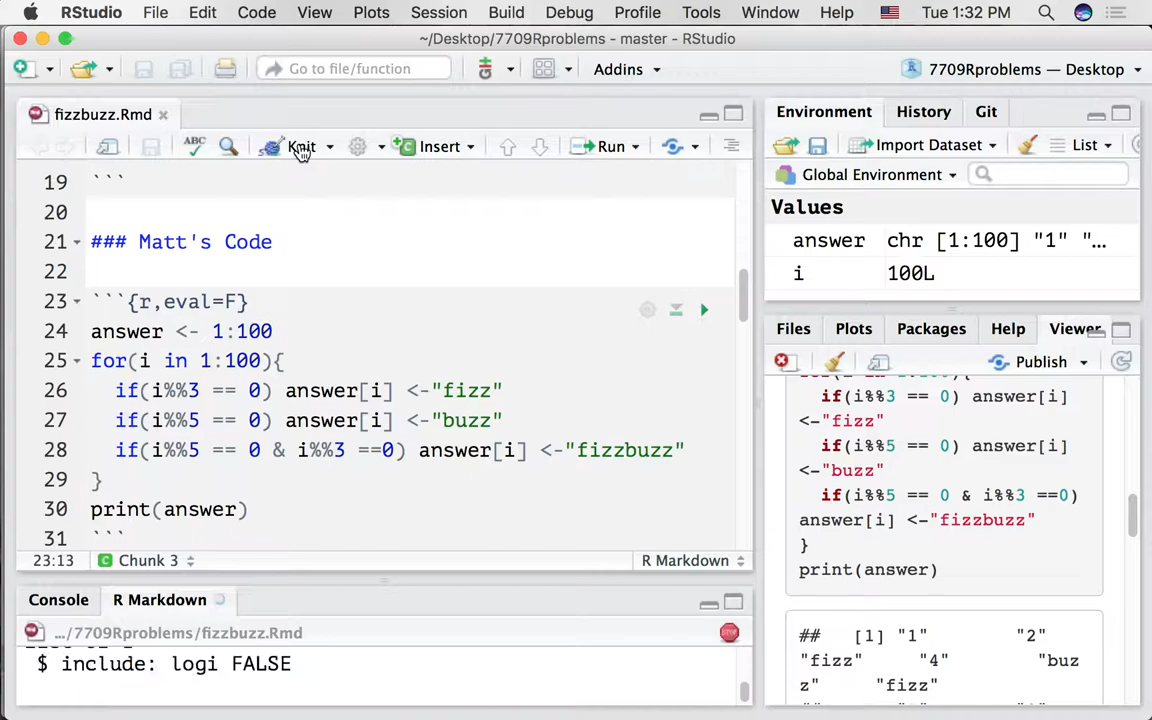 RStudio File Edit Code View Plots Session Build Debug Profile Tools Window Help Tue 1:32 PM
~/Desktop/7709Rproblems - master - RStudio
Go to file/function Addins 7709Rproblems — Desktop
fizzbuzz.Rmd
ABC Knit Insert Run
19 ```
20
21 ### Matt's Code
22
23 ```{r,eval=F}
24 answer <- 1:100
25 for(i in 1:100){
26 if(i%%3 == 0) answer[i] <-"fizz"
27 if(i%%5 == 0) answer[i] <-"buzz"
28 if(i%%5 == 0 & i%%3 ==0) answer[i] <-"fizzbuzz"
29 }
30 print(answer)
31 ```
23:13 Chunk 3 R Markdown
Console R Markdown
.../7709Rproblems/fizzbuzz.Rmd
$ include: logi FALSE
Environment History Git
Import Dataset List
Global Environment
Values
answer chr [1:100] "1" "...
i 100L
Files Plots Packages Help Viewer
Publish
if(i%%3 == 0) answer[i]
<-"fizz"
if(i%%5 == 0) answer[i]
<-"buzz"
if(i%%5 == 0 & i%%3 ==0)
answer[i] <-"fizzbuzz"
}
print(answer)
## [1] "1" "2"
"fizz" "4" "buz
z" "fizz"